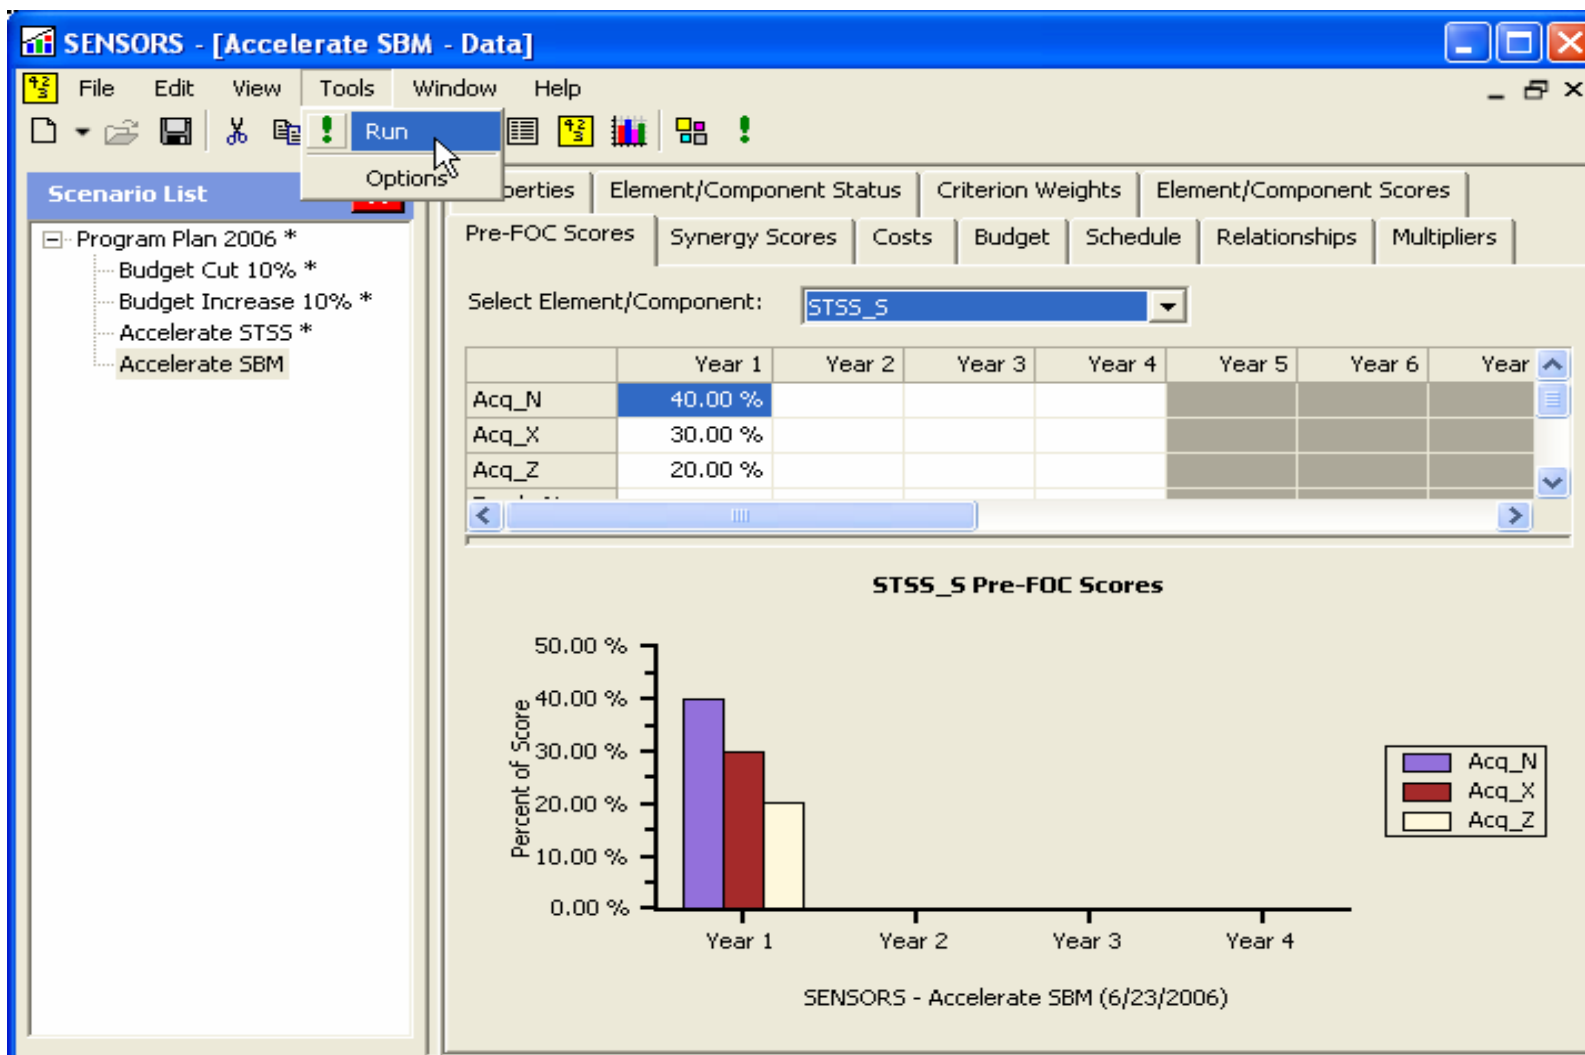 SENSORS - [Accelerate SBM - Data]
File Edit View Tools Window Help
Run
Options
Scenario List
Program Plan 2006 *
Budget Cut 10% *
Budget Increase 10% *
Accelerate STSS *
Accelerate SBM
perties Element/Component Status Criterion Weights Element/Component Scores
Pre-FOC Scores Synergy Scores Costs Budget Schedule Relationships Multipliers
Select Element/Component: STSS_S
Year 1 Year 2 Year 3 Year 4 Year 5 Year 6 Year
Acq_N 40.00 %
Acq_X 30.00 %
Acq_Z 20.00 %
STSS_S Pre-FOC Scores
Percent of Score
50.00 %
40.00 %
30.00 %
20.00 %
10.00 %
0.00 %
Year 1 Year 2 Year 3 Year 4
Acq_N
Acq_X
Acq_Z
SENSORS - Accelerate SBM (6/23/2006)